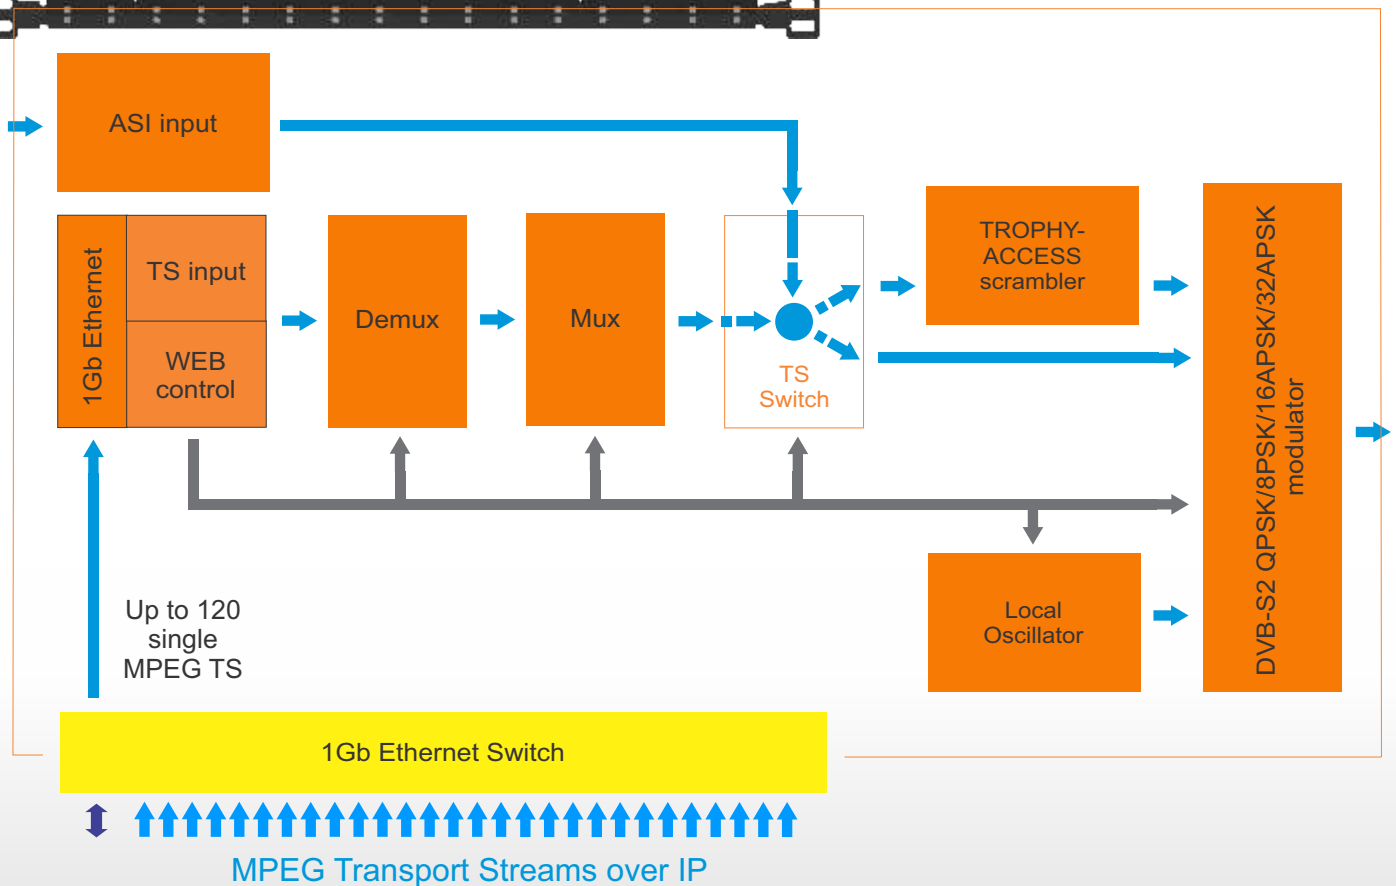 ASI input
1Gb Ethernet
TS input
WEB
control
Demux
Mux
TS
Switch
TROPHY-
ACCESS
scrambler
DVB-S2 QPSK/8PSK/16APSK/32APSK
modulator
Local
Oscillator
Up to 120
single
MPEG TS
1Gb Ethernet Switch
MPEG Transport Streams over IP